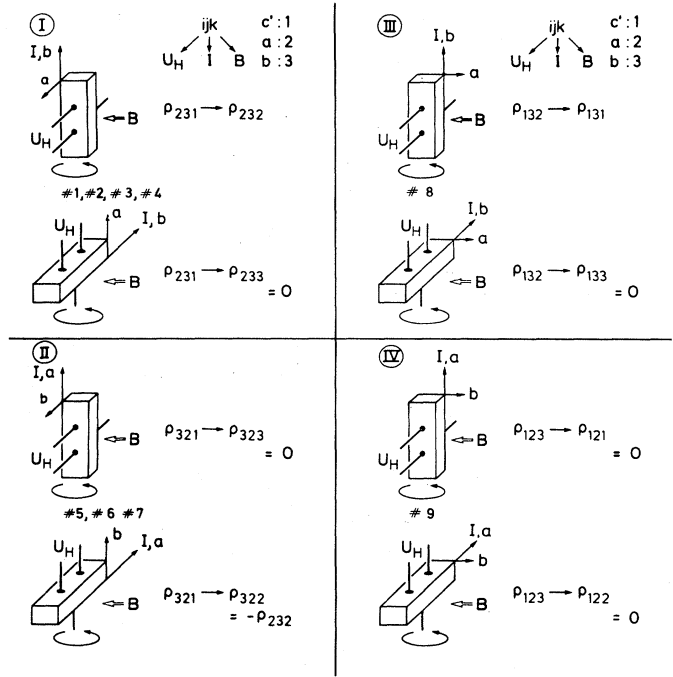 I
ijk
c' : 1
a : 2
b : 3
U_H I B
I,b
a
B
U_H
ρ231 → ρ232
#1, #2, #3, #4
U_H
a
I,b
B
ρ231 → ρ233
= 0
III
ijk
c' : 1
a : 2
b : 3
U_H I B
I,b
a
B
U_H
ρ132 → ρ131
# 8
U_H
I,b
a
B
ρ132 → ρ133
= 0
II
I,a
b
B
U_H
ρ321 → ρ323
= 0
#5, #6 #7
U_H
b
I,a
B
ρ321 → ρ322
= -ρ232
IV
I,a
b
B
U_H
ρ123 → ρ121
= 0
# 9
U_H
I,a
b
B
ρ123 → ρ122
= 0